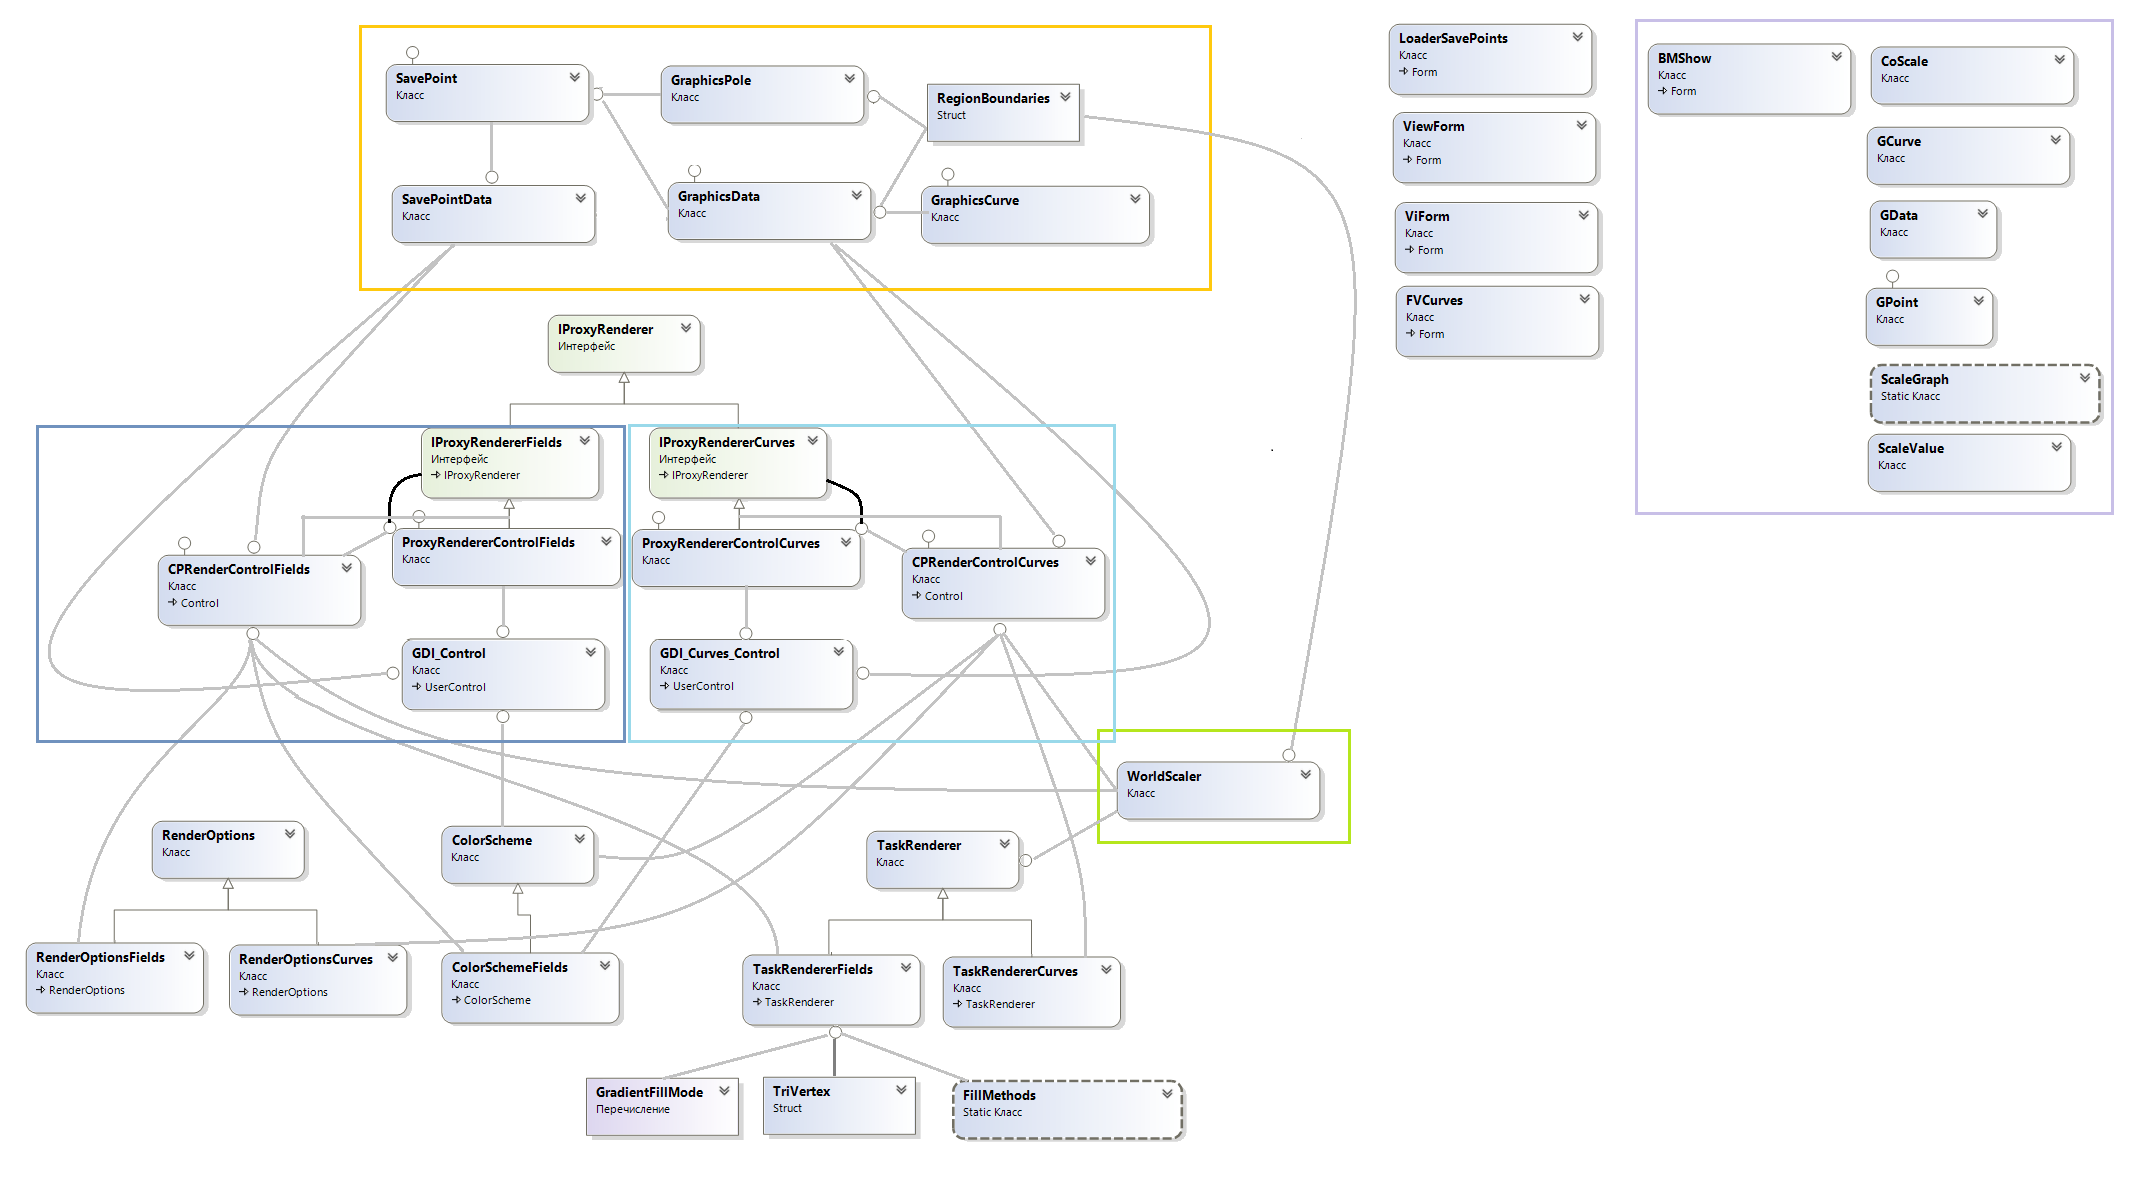 SavePoint
Класс
GraphicsPole
Класс
RegionBoundaries
Struct
SavePointData
Класс
GraphicsData
Класс
GraphicsCurve
Класс
LoaderSavePoints
Класс
Form
ViewForm
Класс
Form
ViForm
Класс
Form
FVCurves
Класс
Form
BMShow
Класс
Form
CoScale
Класс
GCurve
Класс
GData
Класс
GPoint
Класс
ScaleGraph
Static Класс
ScaleValue
Класс
IProxyRenderer
Интерфейс
IProxyRendererFields
Интерфейс
IProxyRenderer
IProxyRendererCurves
Интерфейс
IProxyRenderer
CPRenderControlFields
Класс
Control
ProxyRendererControlFields
Класс
ProxyRendererControlCurves
Класс
CPRenderControlCurves
Класс
Control
GDI_Control
Класс
UserControl
GDI_Curves_Control
Класс
UserControl
WorldScaler
Класс
RenderOptions
Класс
ColorScheme
Класс
TaskRenderer
Класс
RenderOptionsFields
Класс
RenderOptions
RenderOptionsCurves
Класс
RenderOptions
ColorSchemeFields
Класс
ColorScheme
TaskRendererFields
Класс
TaskRenderer
TaskRendererCurves
Класс
TaskRenderer
GradientFillMode
Перечисление
TriVertex
Struct
FillMethods
Static Класс